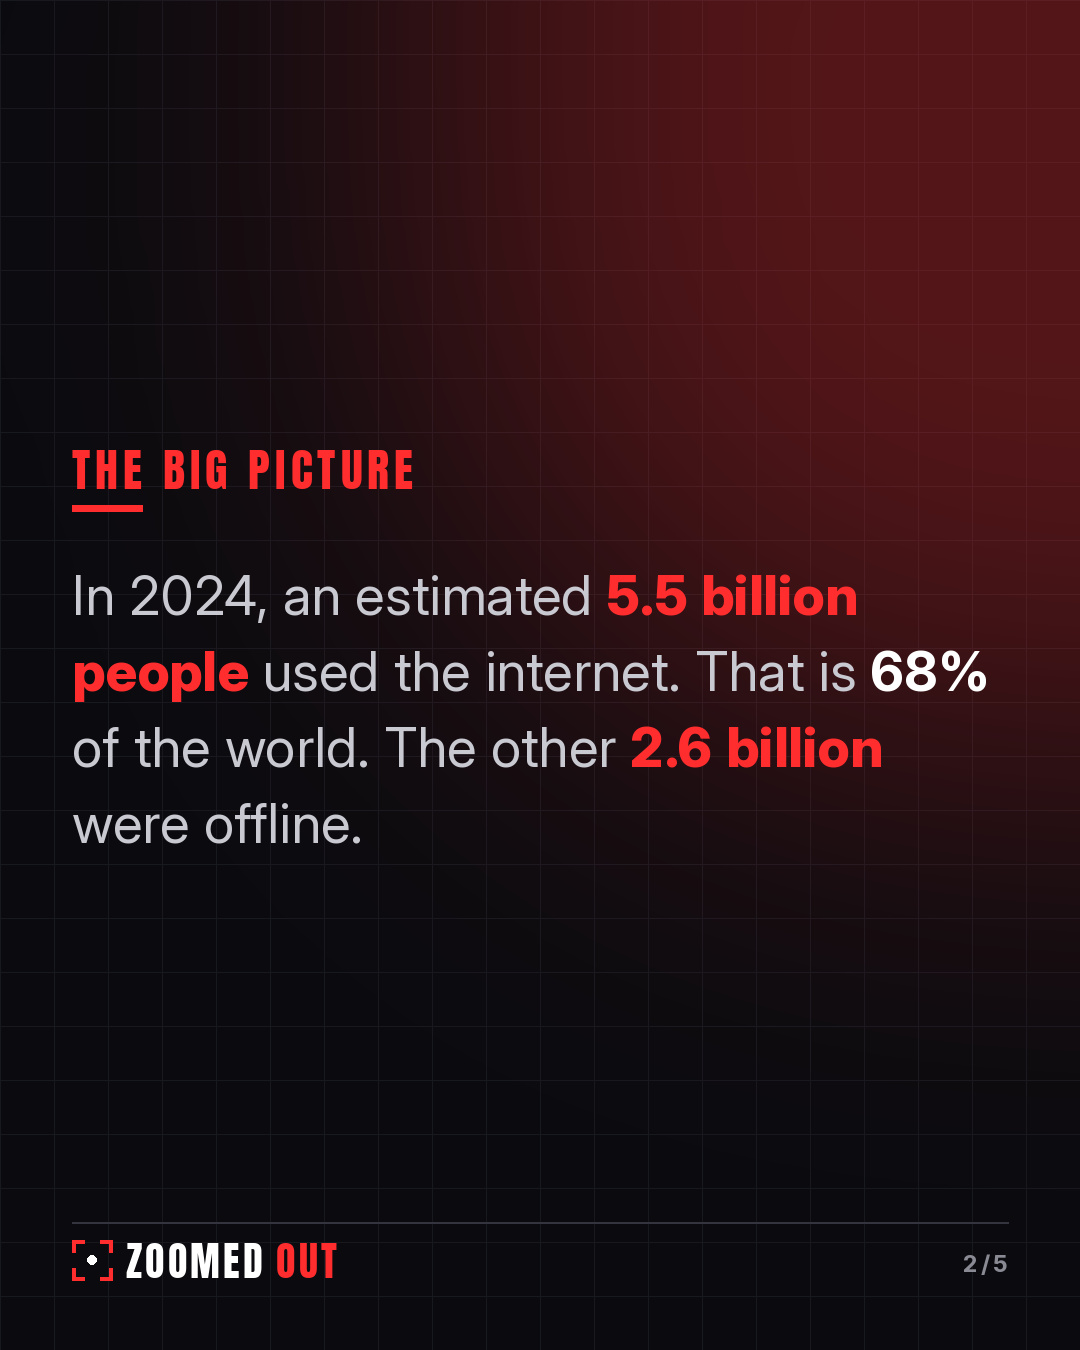 THE BIG PICTURE
In 2024, an estimated 5.5 billion
people used the internet. That is 68%
of the world. The other 2.6 billion
were offline.
ZOOMED OUT
2/5